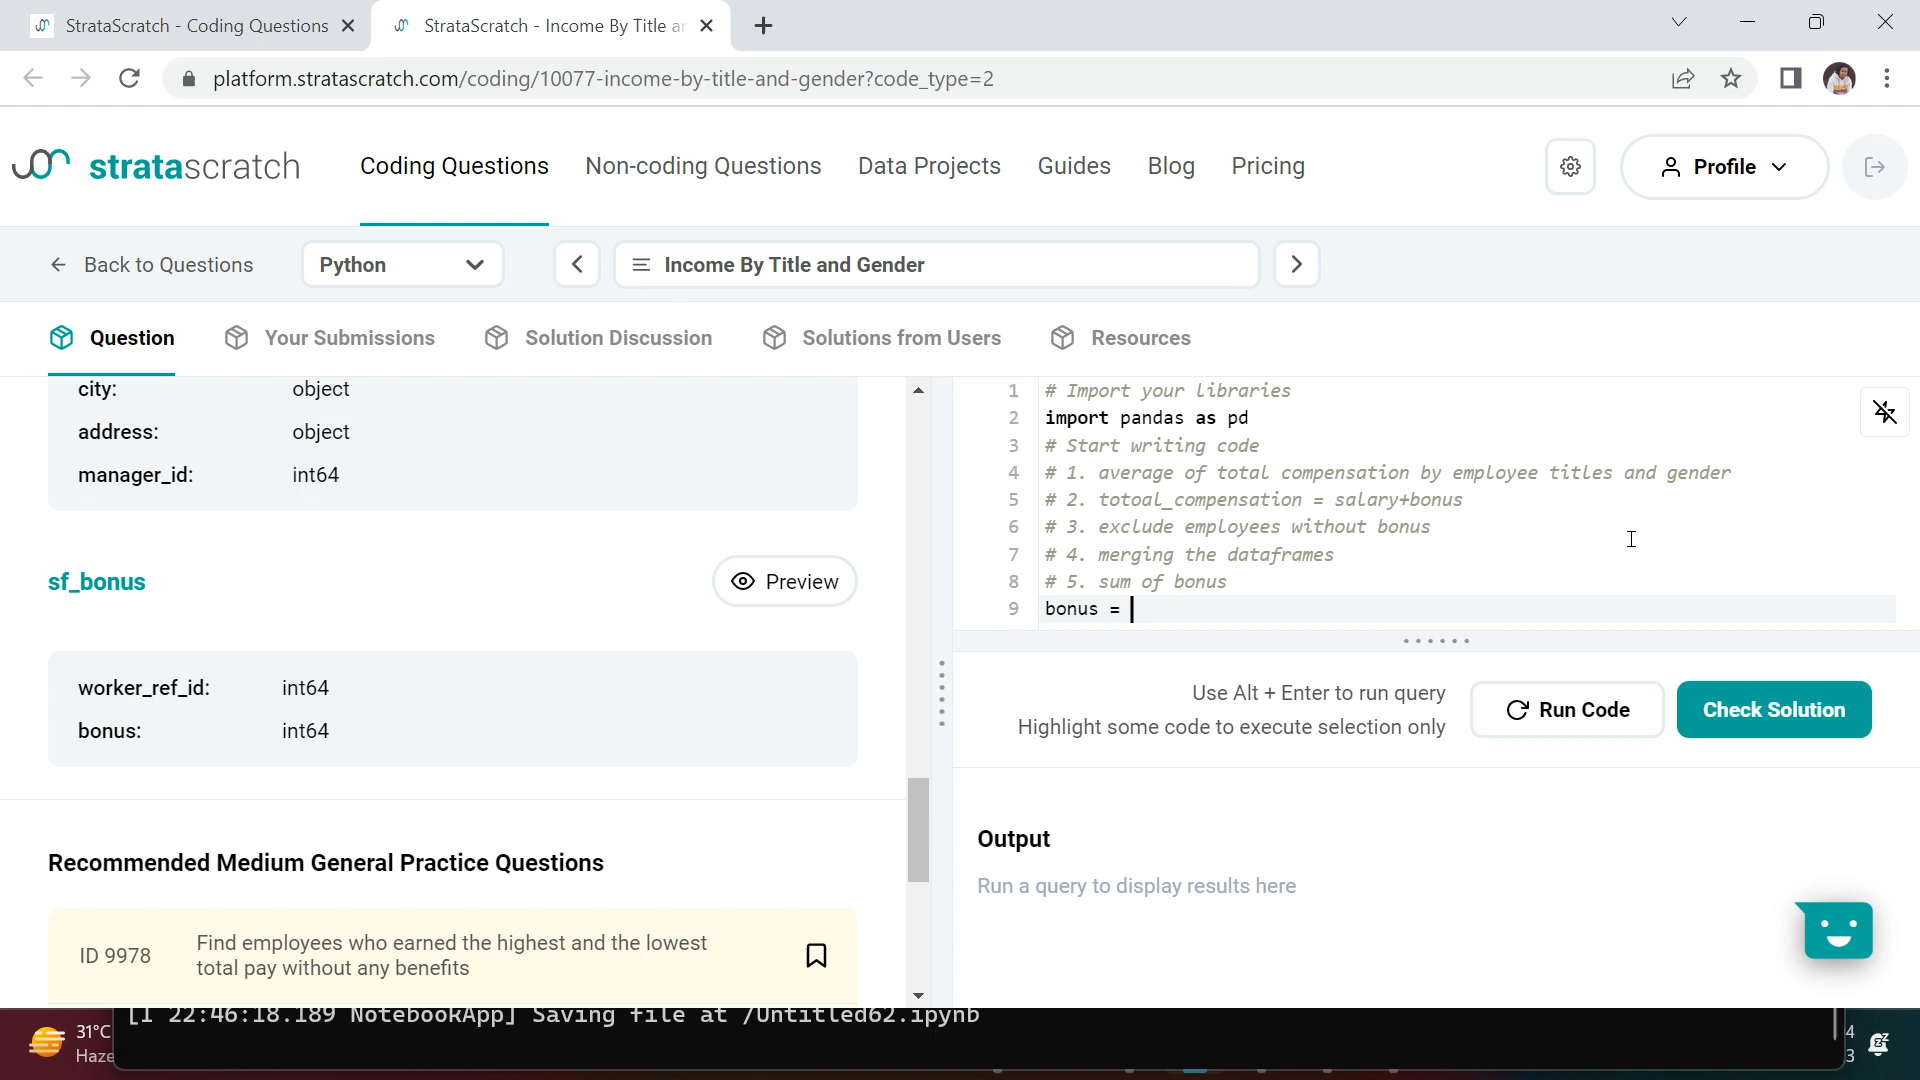 StrataScratch - Coding Questions
StrataScratch - Income By Title ar
platform.stratascratch.com/coding/10077-income-by-title-and-gender?code_type=2
stratascratch
Coding Questions
Non-coding Questions
Data Projects
Guides
Blog
Pricing
Profile
Back to Questions
Python
Income By Title and Gender
Question
Your Submissions
Solution Discussion
Solutions from Users
Resources
city: object
address: object
manager_id: int64
sf_bonus
Preview
worker_ref_id: int64
bonus: int64
Recommended Medium General Practice Questions
ID 9978
Find employees who earned the highest and the lowest
total pay without any benefits
1 # Import your libraries
2 import pandas as pd
3 # Start writing code
4 # 1. average of total compensation by employee titles and gender
5 # 2. totoal_compensation = salary+bonus
6 # 3. exclude employees without bonus
7 # 4. merging the dataframes
8 # 5. sum of bonus
9 bonus =
Use Alt + Enter to run query
Highlight some code to execute selection only
Run Code
Check Solution
Output
Run a query to display results here
[I 22:46:18.189 NotebookApp] Saving file at /Untitled62.ipynb
31°C
Haze
4
3